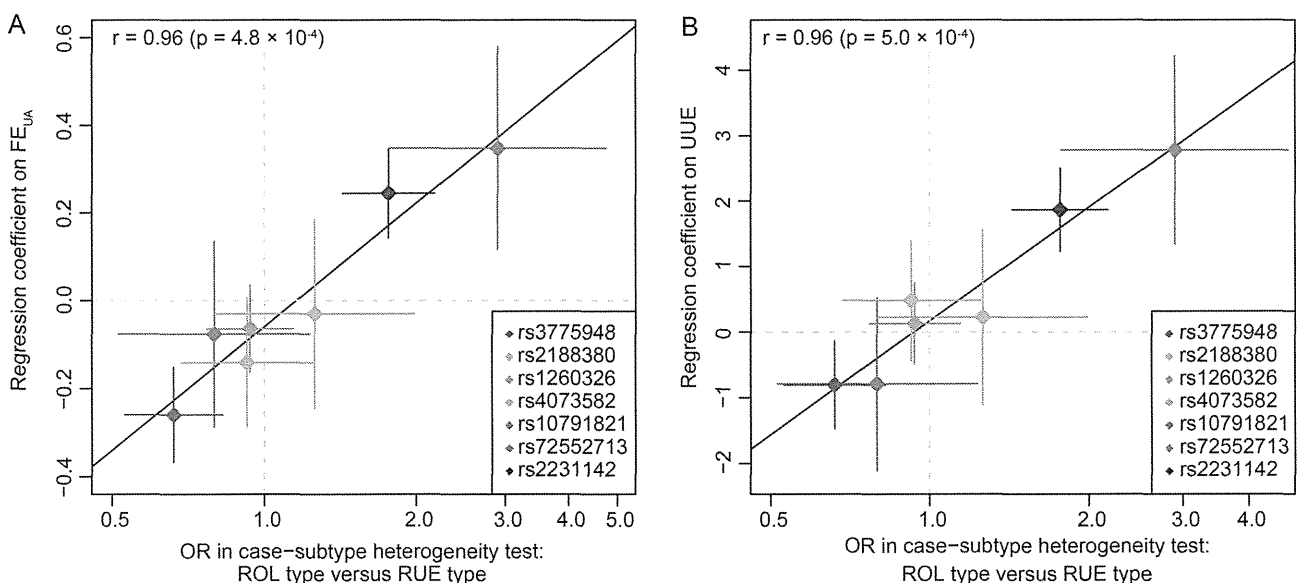 A
r = 0.96 (p = 4.8 × 10⁻⁴)
Regression coefficient on FE_UA
0.6
0.4
0.2
0.0
−0.2
−0.4
rs3775948
rs2188380
rs1260326
rs4073582
rs10791821
rs72552713
rs2231142
0.5 1.0 2.0 3.0 4.0 5.0
OR in case−subtype heterogeneity test:
ROL type versus RUE type
B
r = 0.96 (p = 5.0 × 10⁻⁴)
Regression coefficient on UUE
4
3
2
1
0
−1
−2
rs3775948
rs2188380
rs1260326
rs4073582
rs10791821
rs72552713
rs2231142
0.5 1.0 2.0 3.0 4.0
OR in case−subtype heterogeneity test:
ROL type versus RUE type